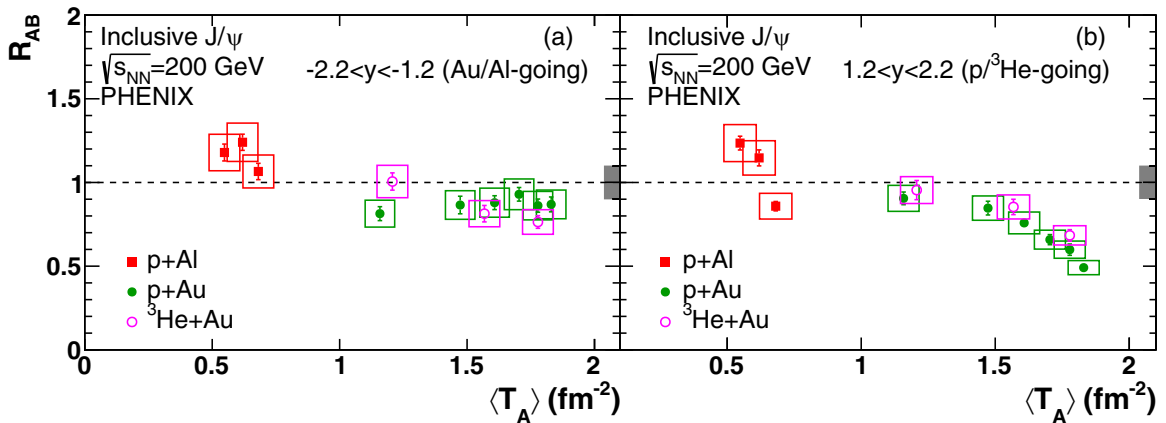 R_AB
2
1.5
1
0.5
0
Inclusive J/ψ
(a)
√s_NN=200 GeV
-2.2<y<-1.2 (Au/Al-going)
PHENIX
p+Al
p+Au
³He+Au
0
0.5
1
1.5
2
⟨T_A⟩ (fm⁻²)
Inclusive J/ψ
(b)
√s_NN=200 GeV
1.2<y<2.2 (p/³He-going)
PHENIX
p+Al
p+Au
³He+Au
0.5
1
1.5
2
⟨T_A⟩ (fm⁻²)